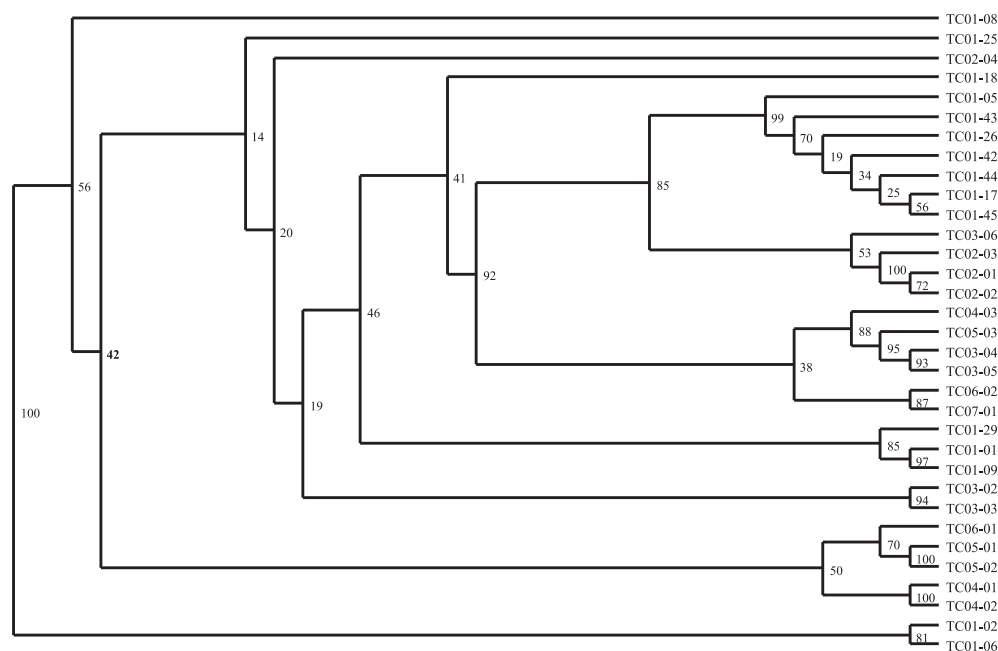 TC01-08
TC01-25
TC02-04
TC01-18
TC01-05
99 TC01-43
14 70 TC01-26
19 TC01-42
56 41 85 34 TC01-44
25 TC01-17
56 TC01-45
20 TC03-06
53 TC02-03
92 100 TC02-01
72 TC02-02
46 TC04-03
88 TC05-03
42 95 TC03-04
38 93 TC03-05
TC06-02
100 19 87 TC07-01
TC01-29
85 TC01-01
97 TC01-09
TC03-02
94 TC03-03
TC06-01
70 TC05-01
50 100 TC05-02
TC04-01
100 TC04-02
TC01-02
81 TC01-06